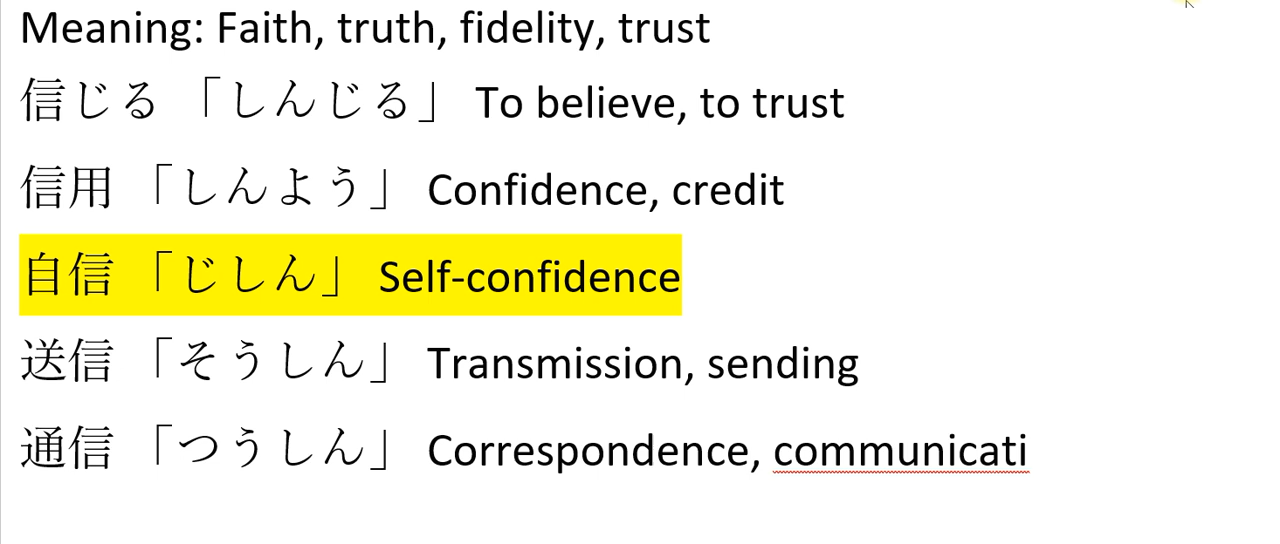 Meaning: Faith, truth, fidelity, trust
信じる 「しんじる」 To believe, to trust
信用 「しんよう」 Confidence, credit
自信 「じしん」 Self-confidence
送信 「そうしん」 Transmission, sending
通信 「つうしん」 Correspondence, communicati